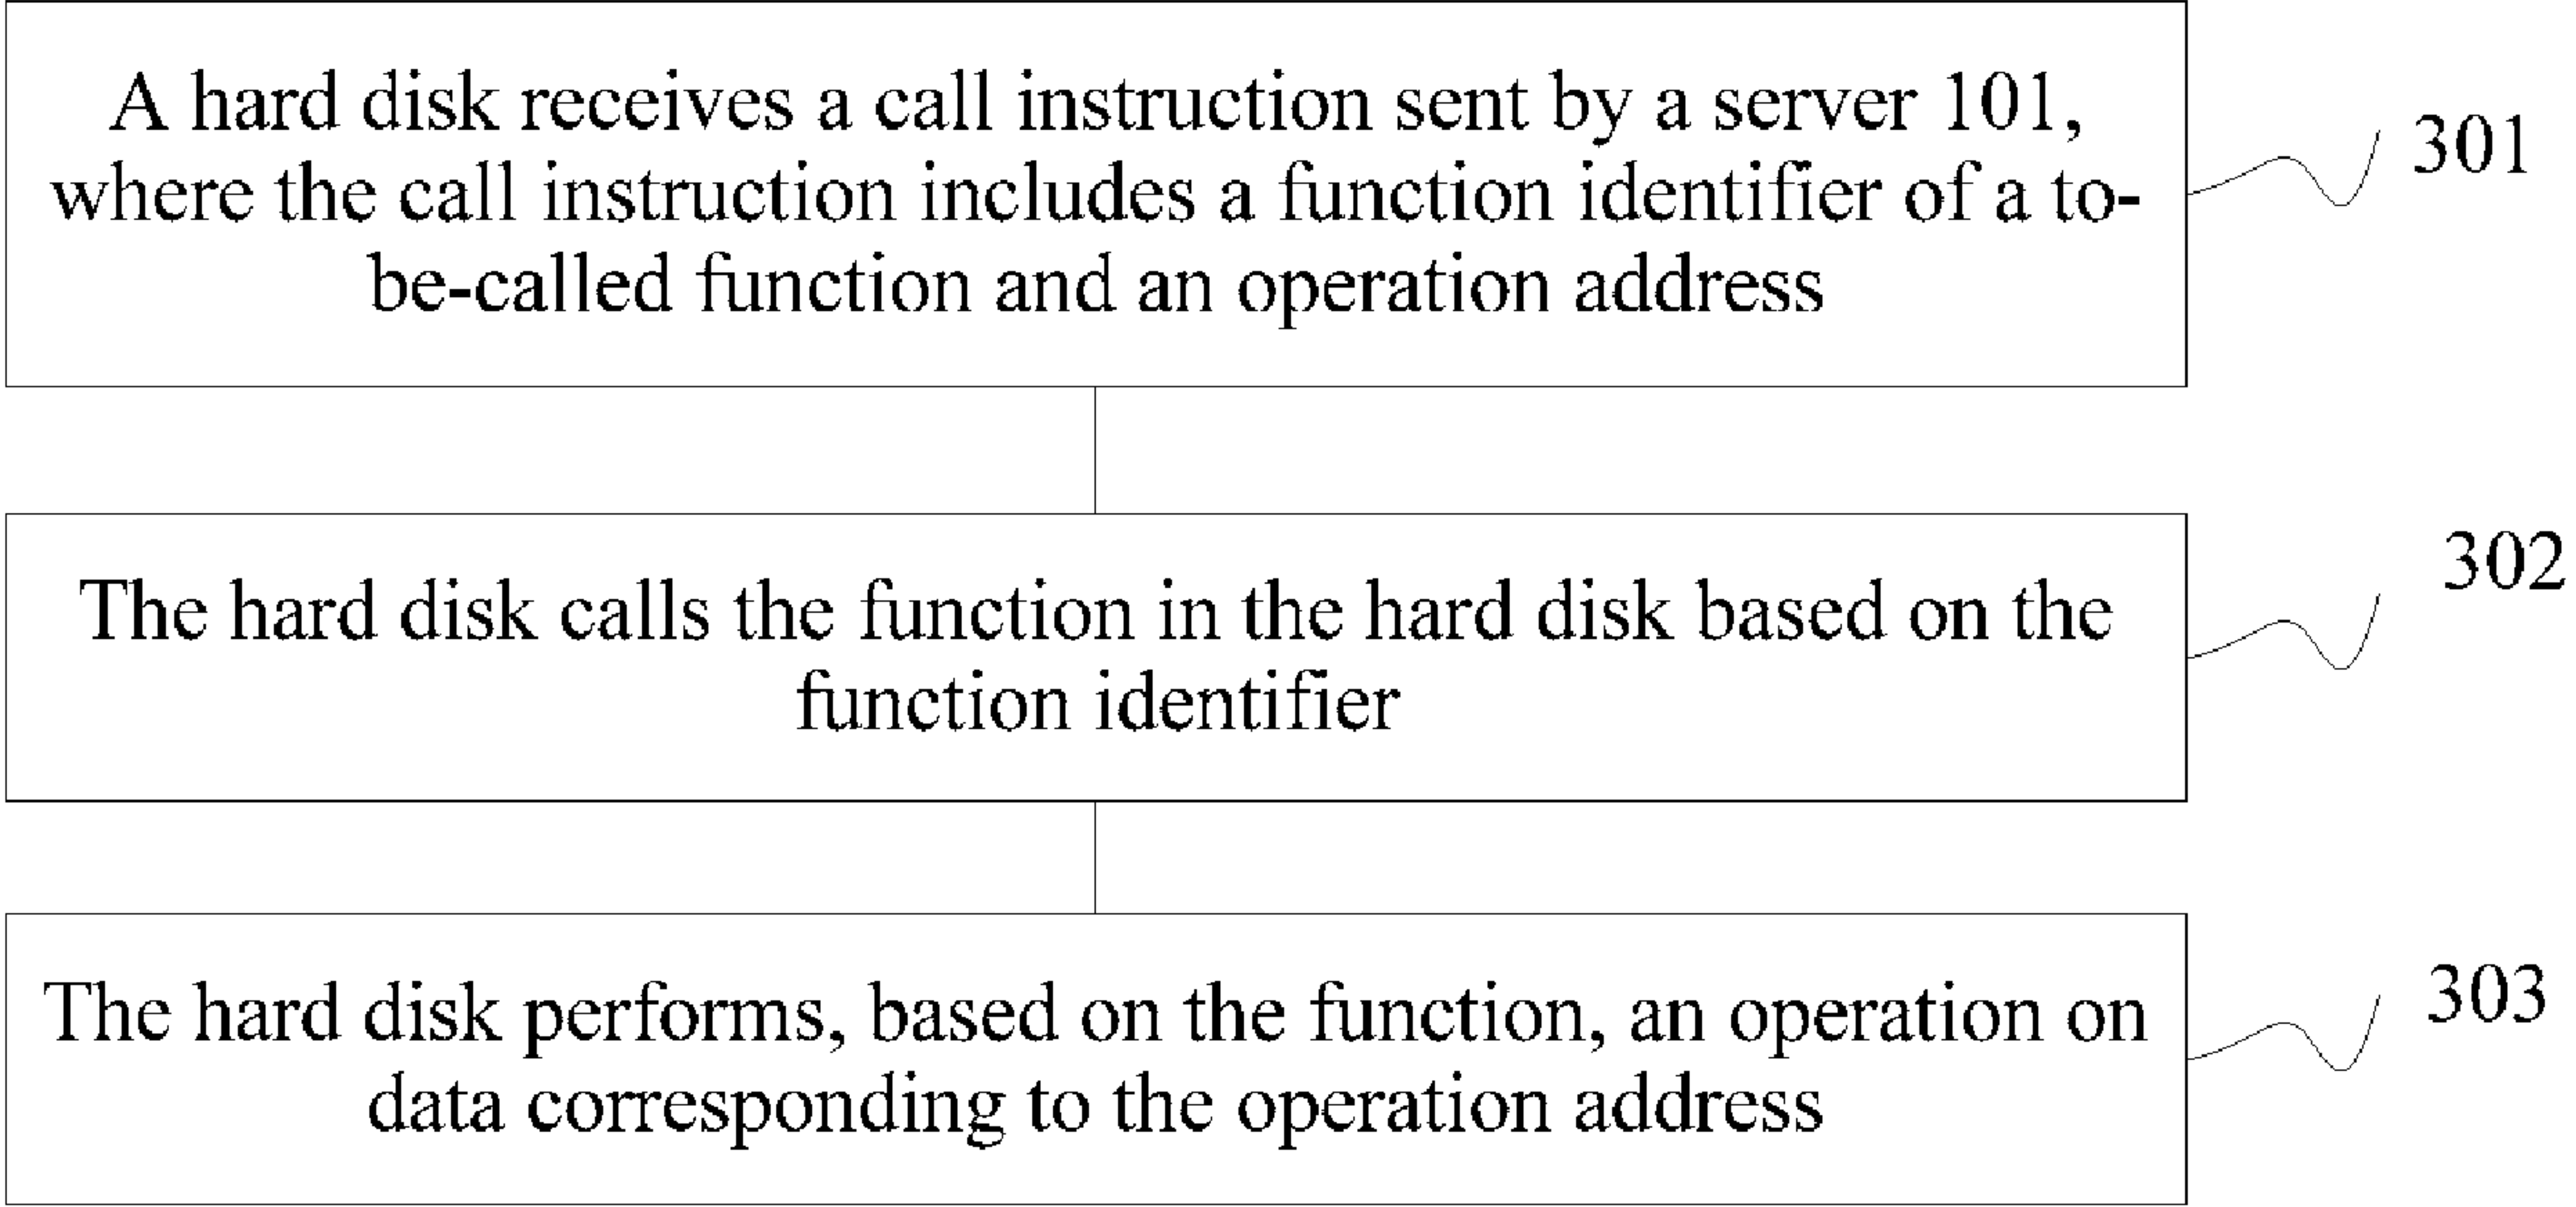 A hard disk receives a call instruction sent by a server 101,
where the call instruction includes a function identifier of a to-
be-called function and an operation address
301
The hard disk calls the function in the hard disk based on the
function identifier
302
The hard disk performs, based on the function, an operation on
data corresponding to the operation address
303